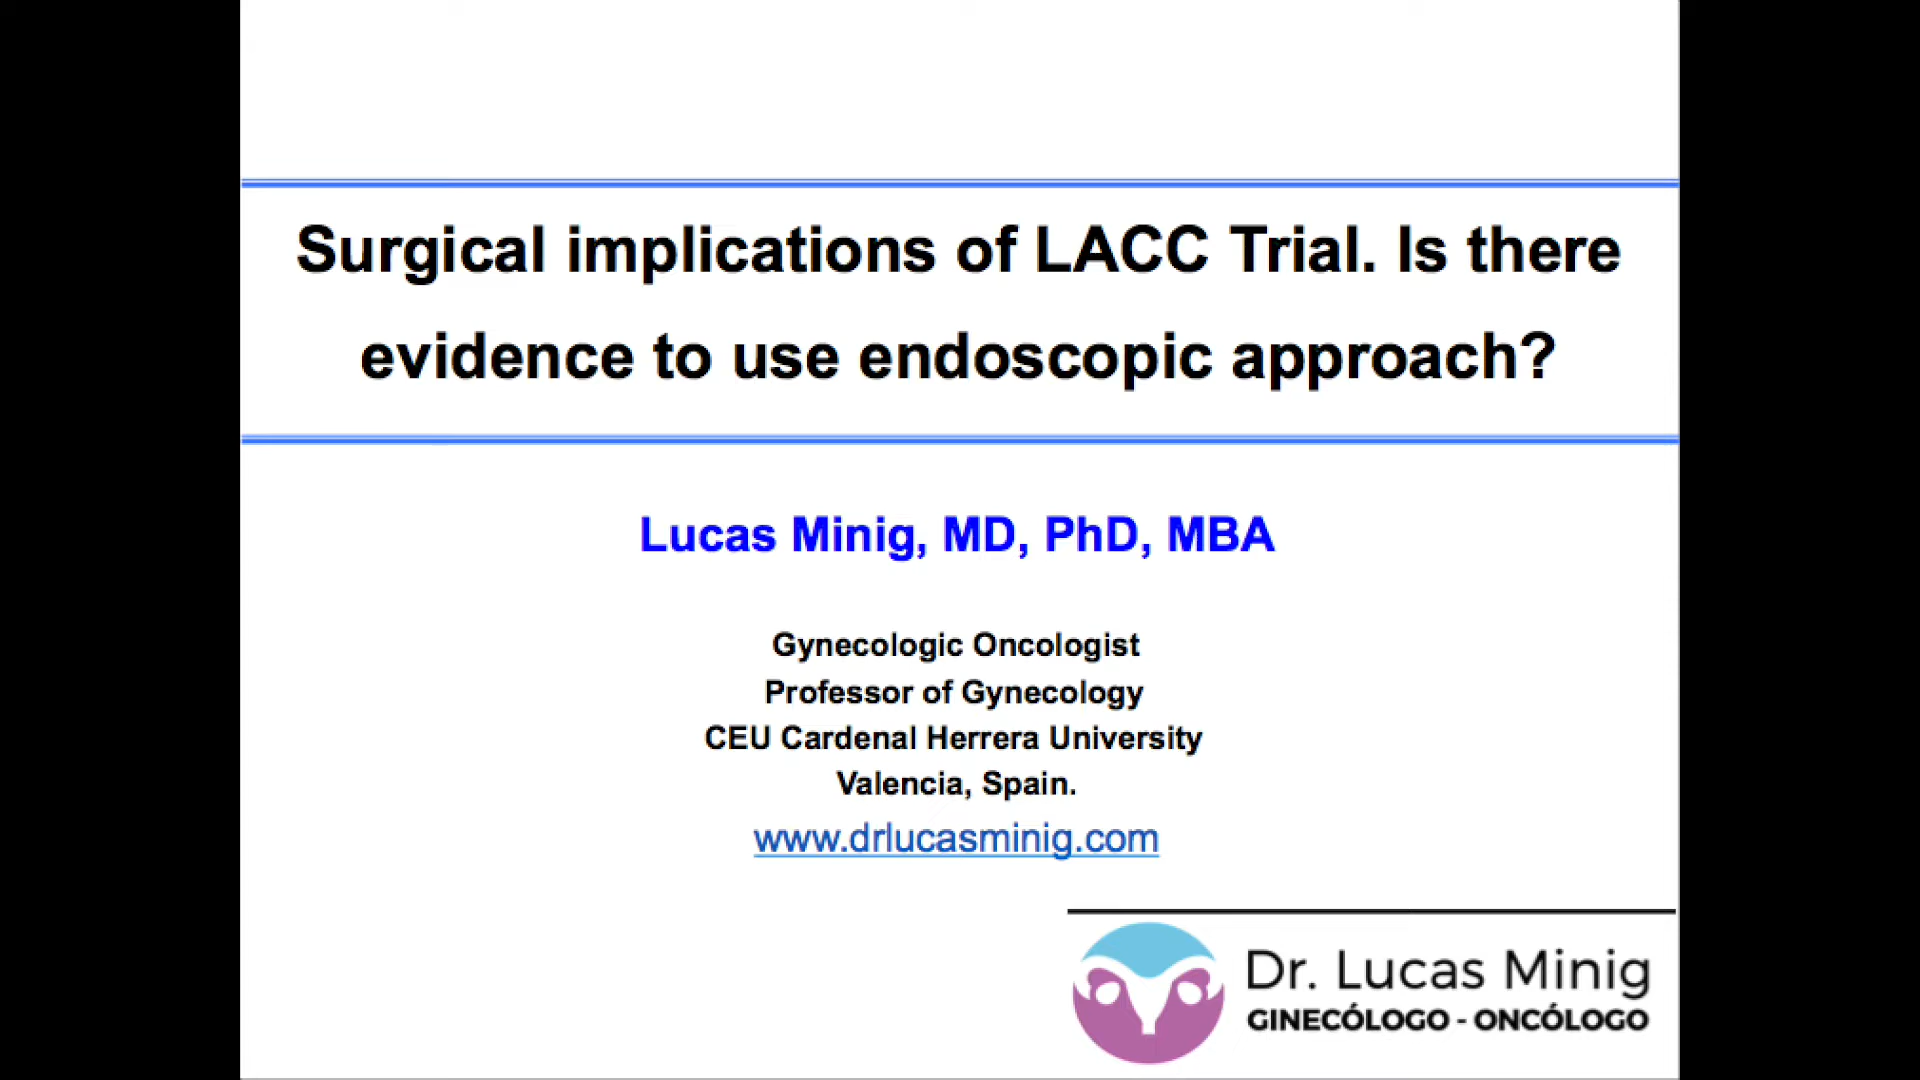 Surgical implications of LACC Trial. Is there
evidence to use endoscopic approach?
Lucas Minig, MD, PhD, MBA
Gynecologic Oncologist
Professor of Gynecology
CEU Cardenal Herrera University
Valencia, Spain.
www.drlucasminig.com
Dr. Lucas Minig
GINECÓLOGO - ONCÓLOGO